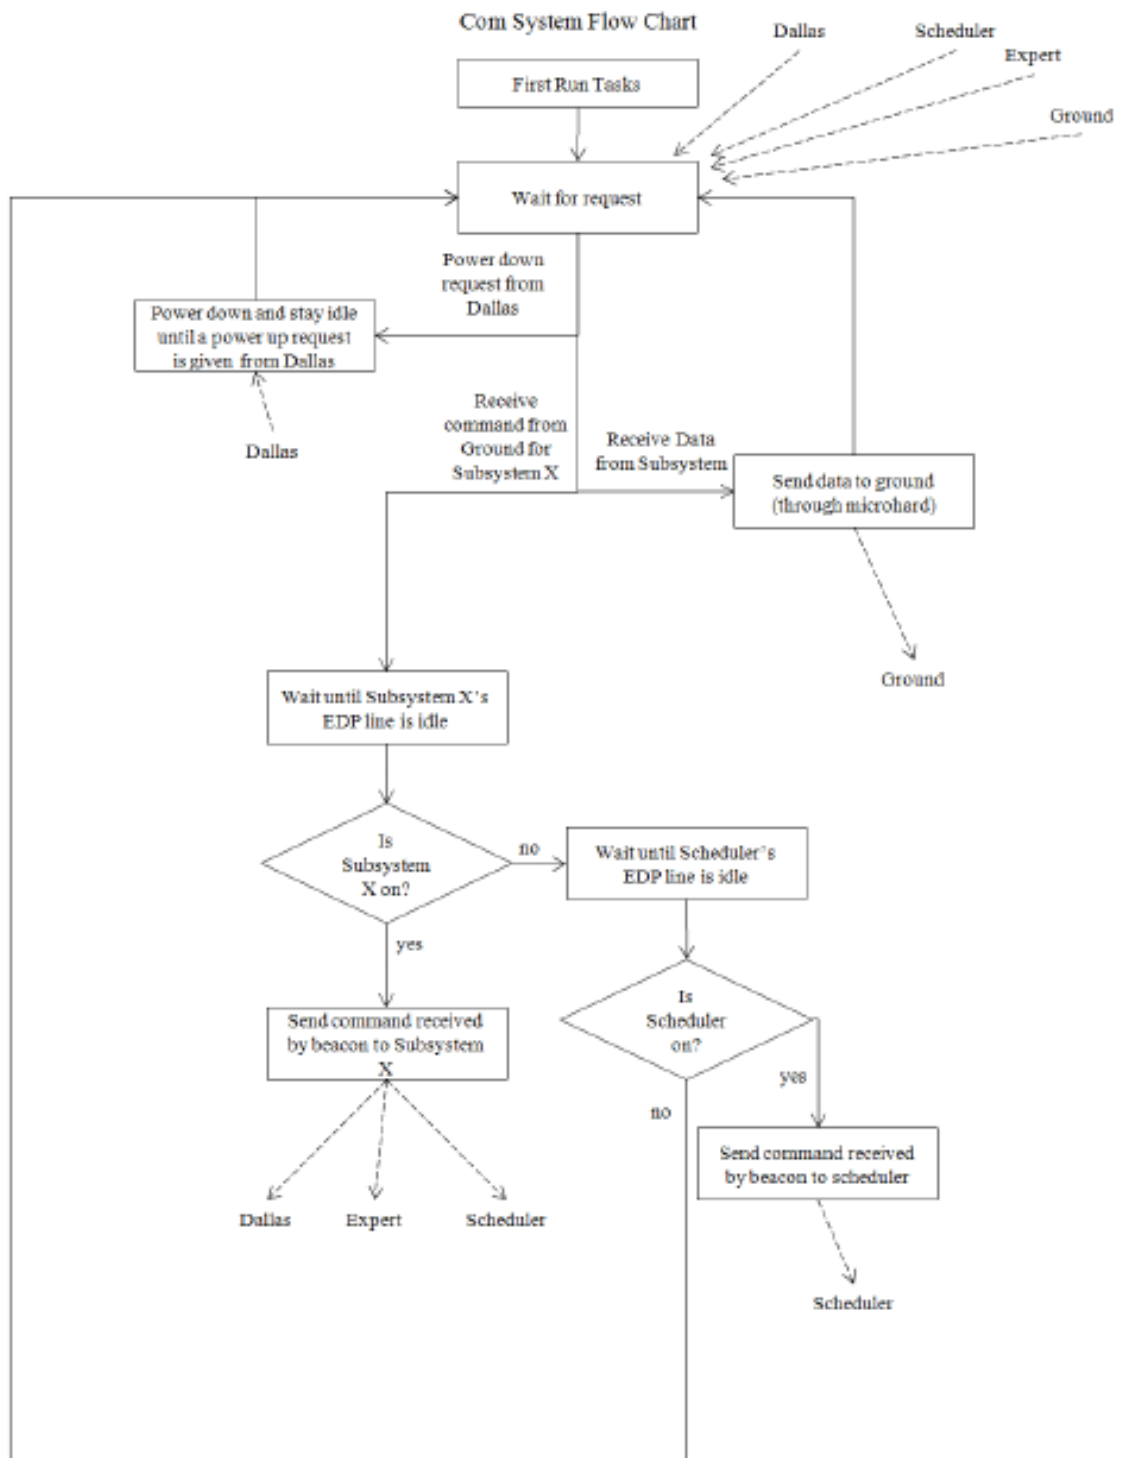 Com System Flow Chart
Dallas
Scheduler
Expert
Ground
First Run Tasks
Wait for request
Power down
request from
Dallas
Power down and stay idle
until a power up request
is given from Dallas
Dallas
Receive
command from
Ground for
Subsystem X
Receive Data
from Subsystem
Send data to ground
(through microhard)
Ground
Wait until Subsystem X's
EDP line is idle
Is
Subsystem
X on?
no
Wait until Scheduler's
EDP line is idle
yes
Is
Scheduler
on?
Send command received
by beacon to Subsystem
X
yes
no
Send command received
by beacon to scheduler
Dallas
Expert
Scheduler
Scheduler